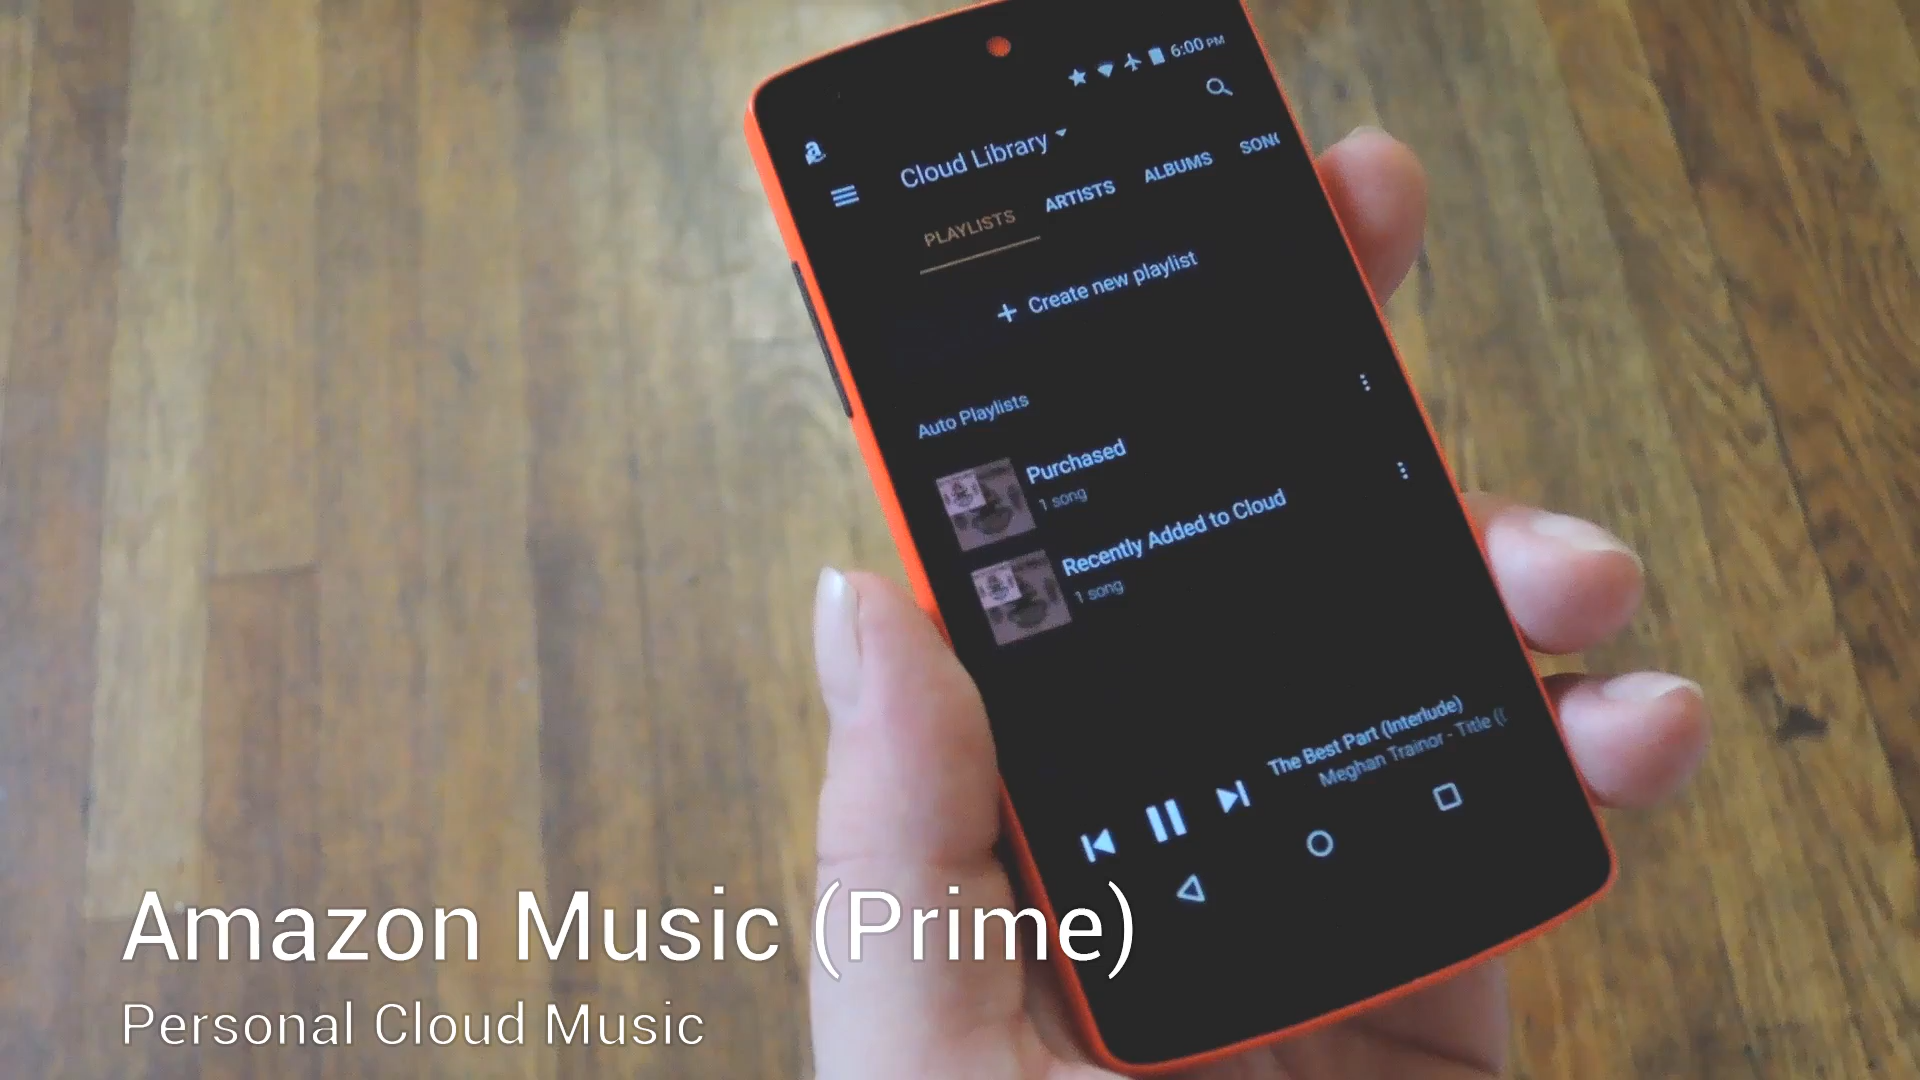 6:00 PM
a
Cloud Library
PLAYLISTS ARTISTS ALBUMS SONG
+ Create new playlist
Auto Playlists
Purchased
1 song
Recently Added to Cloud
1 song
The Best Part (Interlude)
Meghan Trainor - Title ((
Amazon Music (Prime)
Personal Cloud Music